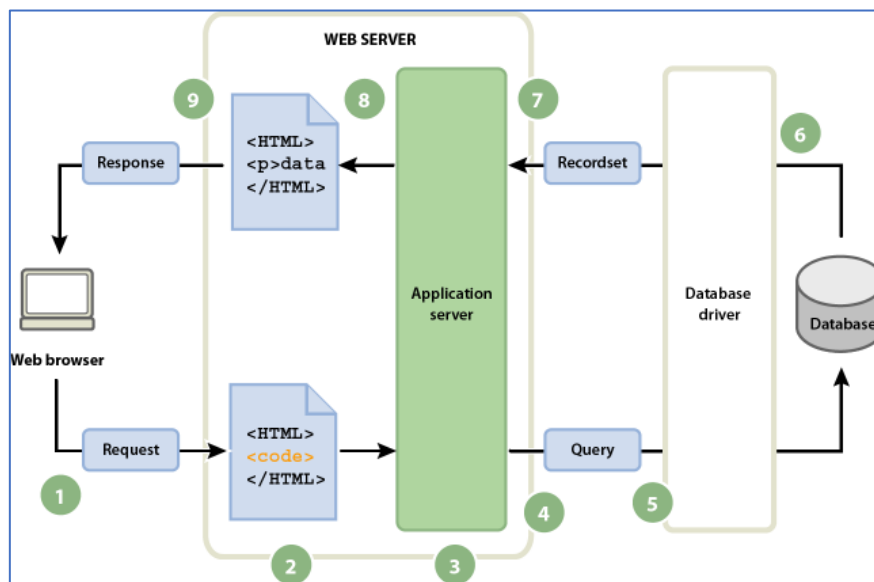 WEB SERVER
9
8
7
6
<HTML>
<p>data
</HTML>
Response
Recordset
Application
server
Database
driver
Database
Web browser
<HTML>
<code>
</HTML>
Request
Query
1
2
3
4
5